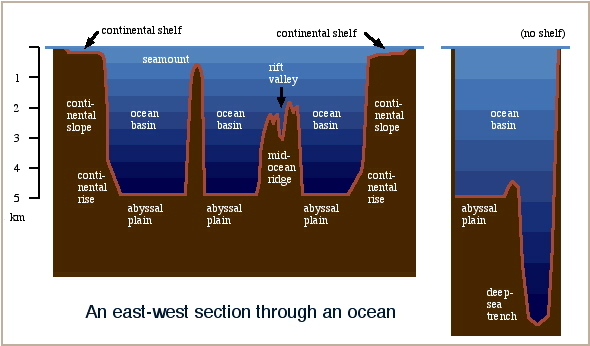 continental shelf
continental shelf
(no shelf)
seamount
rift
valley
1
2
3
4
5
km
conti-
nental
slope
ocean
basin
ocean
basin
ocean
basin
conti-
nental
slope
ocean
basin
mid-
ocean
ridge
conti-
nental
rise
conti-
nental
rise
abyssal
plain
abyssal
plain
abyssal
plain
abyssal
plain
deep-
sea
trench
An east-west section through an ocean